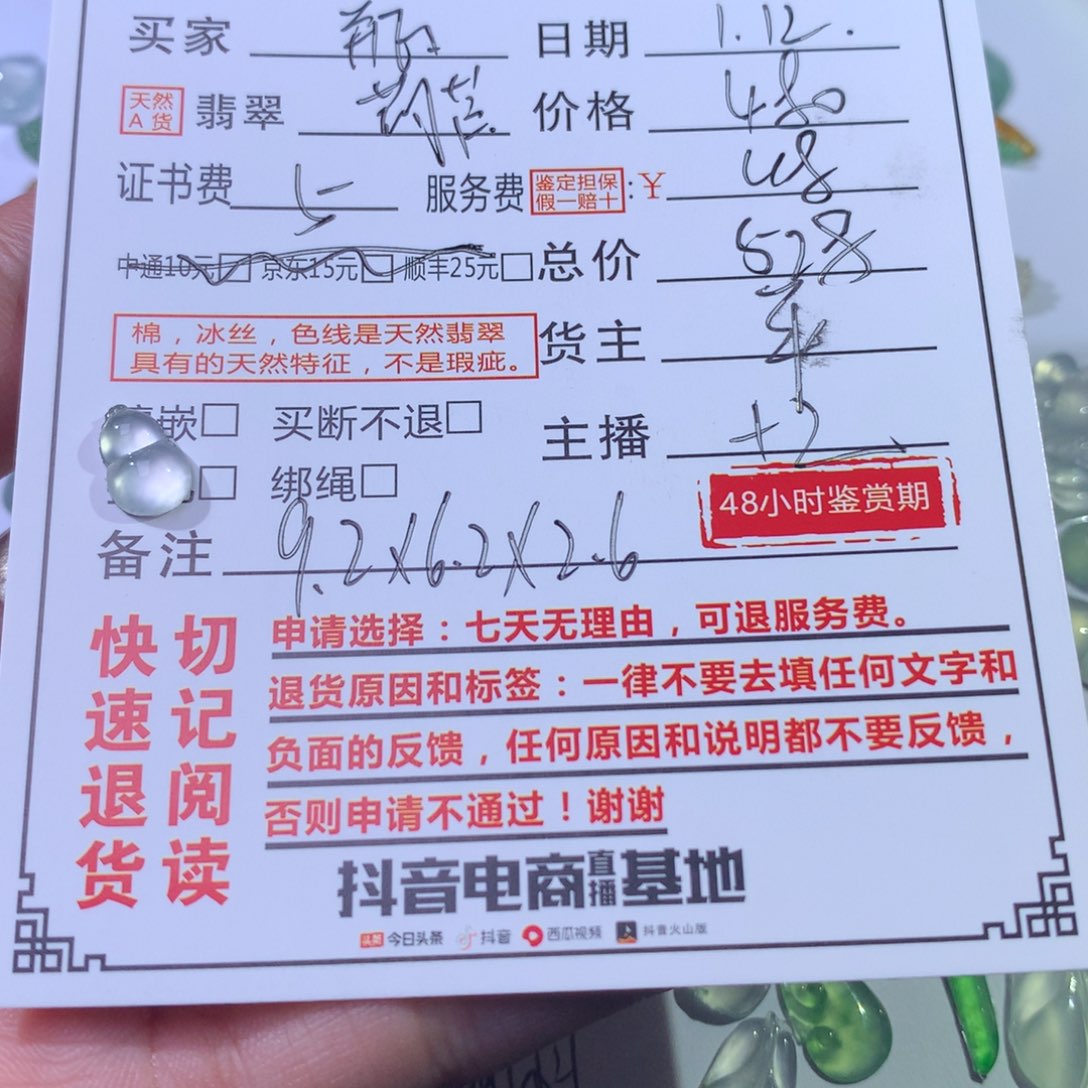 买家 日期 1.12.
天然A货 翡翠 葫芦 价格 480
证书费 5 服务费 鉴定担保 假一赔十 : ¥ 48
中通10元□ 京东15元□ 顺丰25元□ 总价 528
棉，冰丝，色线是天然翡翠
具有的天然特征，不是瑕疵。
货主
嵌□ 买断不退□ 主播
□ 绑绳□
48小时鉴赏期
备注 9.2×6.2×2.6
快速退货 切记阅读
申请选择：七天无理由，可退服务费。
退货原因和标签：一律不要去填任何文字和
负面的反馈，任何原因和说明都不要反馈，
否则申请不通过！谢谢
抖音电商直播基地
头条 今日头条 抖音 西瓜视频 抖音火山版